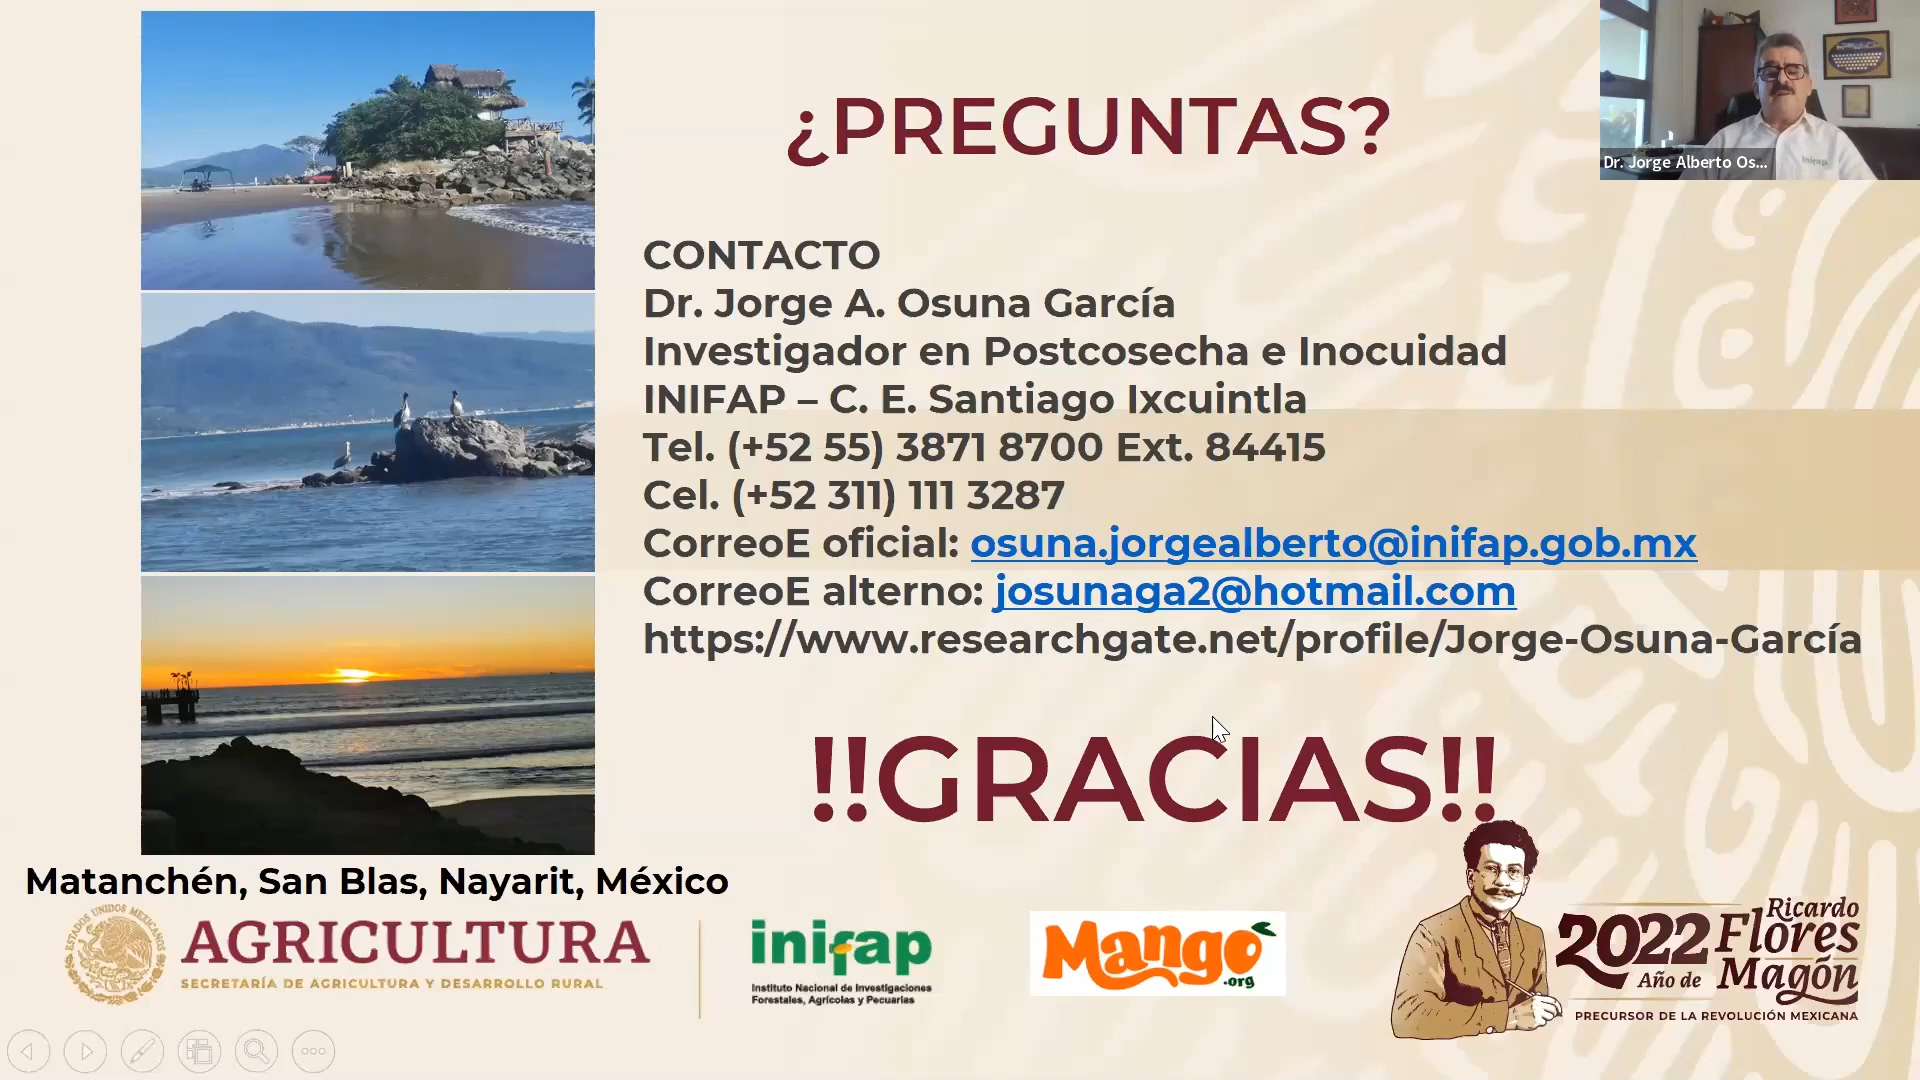 ¿PREGUNTAS?
Dr. Jorge Alberto Os...
inifap
CONTACTO
Dr. Jorge A. Osuna García
Investigador en Postcosecha e Inocuidad
INIFAP – C. E. Santiago Ixcuintla
Tel. (+52 55) 3871 8700 Ext. 84415
Cel. (+52 311) 111 3287
CorreoE oficial: osuna.jorgealberto@inifap.gob.mx
CorreoE alterno: josunaga2@hotmail.com
https://www.researchgate.net/profile/Jorge-Osuna-García
!!GRACIAS!!
Matanchén, San Blas, Nayarit, México
ESTADOS UNIDOS MEXICANOS
AGRICULTURA
SECRETARÍA DE AGRICULTURA Y DESARROLLO RURAL
inifap
Instituto Nacional de Investigaciones
Forestales, Agrícolas y Pecuarias
Mango
.org
2022 Ricardo
Flores
Año de Magón
PRECURSOR DE LA REVOLUCIÓN MEXICANA